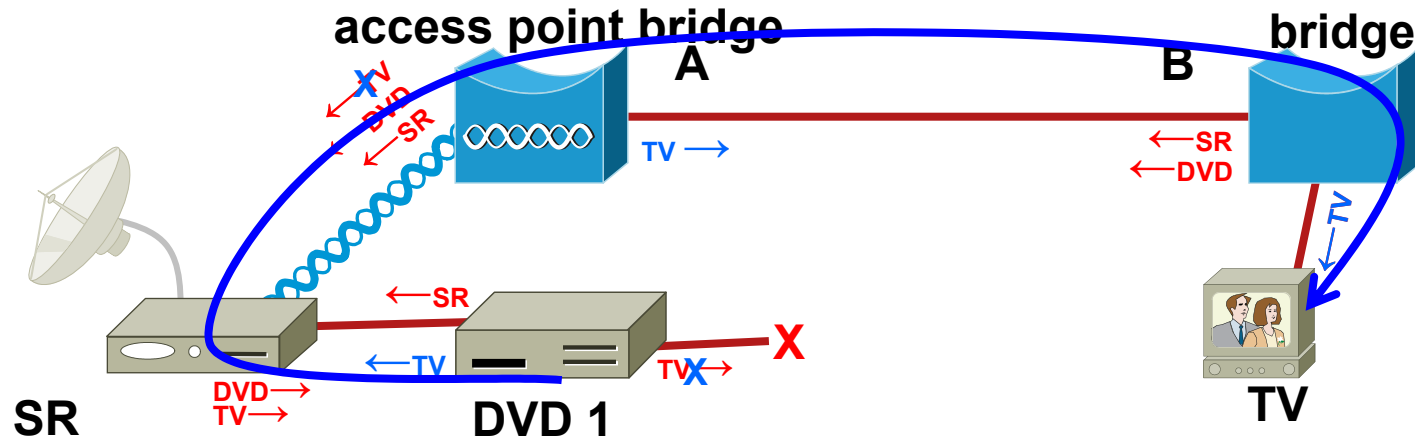 access point bridge
bridge
A
B
X
TV
DVD
←SR
TV→
←SR
←DVD
←TV
←SR
←TV
TV
X
→
X
DVD→
TV→
SR
DVD 1
TV